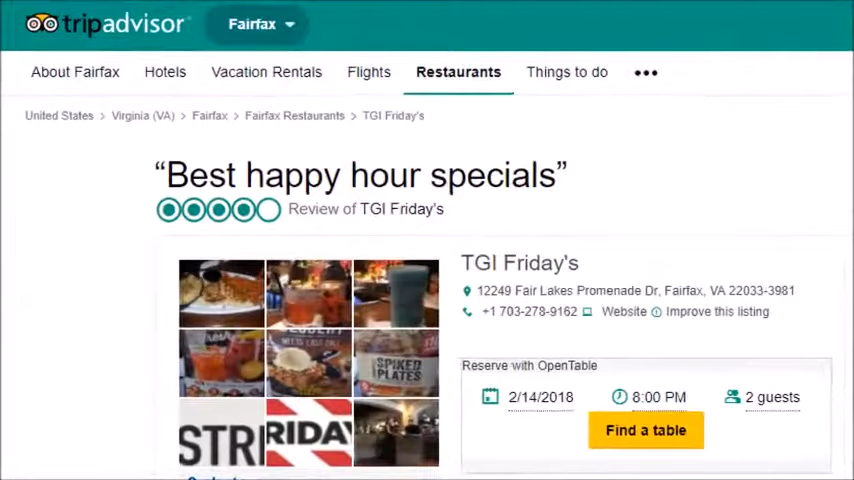 tripadvisor®
Fairfax
About Fairfax Hotels Vacation Rentals Flights Restaurants Things to do •••
United States > Virginia (VA) > Fairfax > Fairfax Restaurants > TGI Friday's
“Best happy hour specials”
Review of TGI Friday's
TGI Friday's
12249 Fair Lakes Promenade Dr, Fairfax, VA 22033-3981
+1 703-278-9162 Website Improve this listing
Reserve with OpenTable
2/14/2018 8:00 PM 2 guests
Find a table
SPIKED
PLATES
STRI
RIDAY